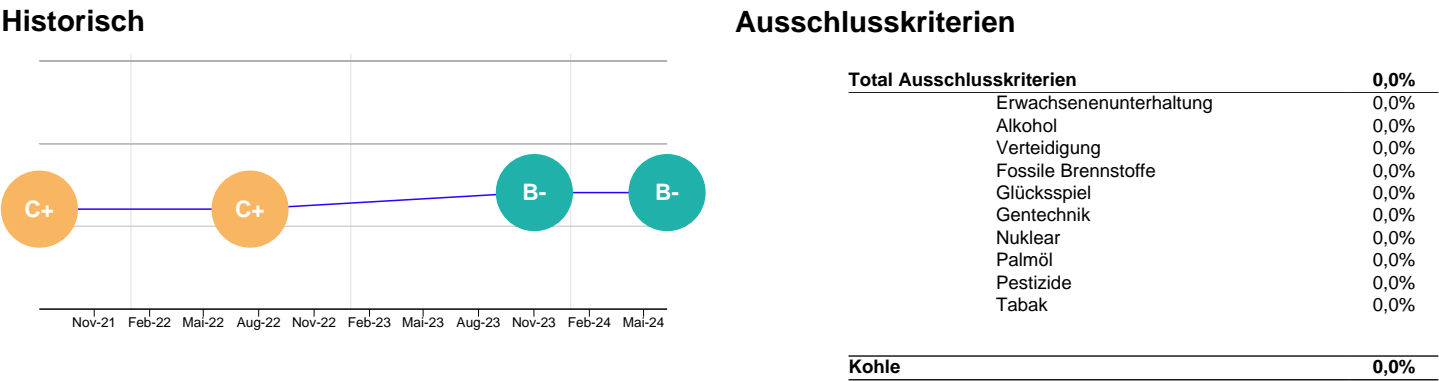 Historisch
C+
C+
B-
B-
Nov-21 Feb-22 Mai-22 Aug-22 Nov-22 Feb-23 Mai-23 Aug-23 Nov-23 Feb-24 Mai-24
Ausschlusskriterien
Total Ausschlusskriterien 0,0%
Erwachsenenunterhaltung 0,0%
Alkohol 0,0%
Verteidigung 0,0%
Fossile Brennstoffe 0,0%
Glücksspiel 0,0%
Gentechnik 0,0%
Nuklear 0,0%
Palmöl 0,0%
Pestizide 0,0%
Tabak 0,0%
Kohle 0,0%